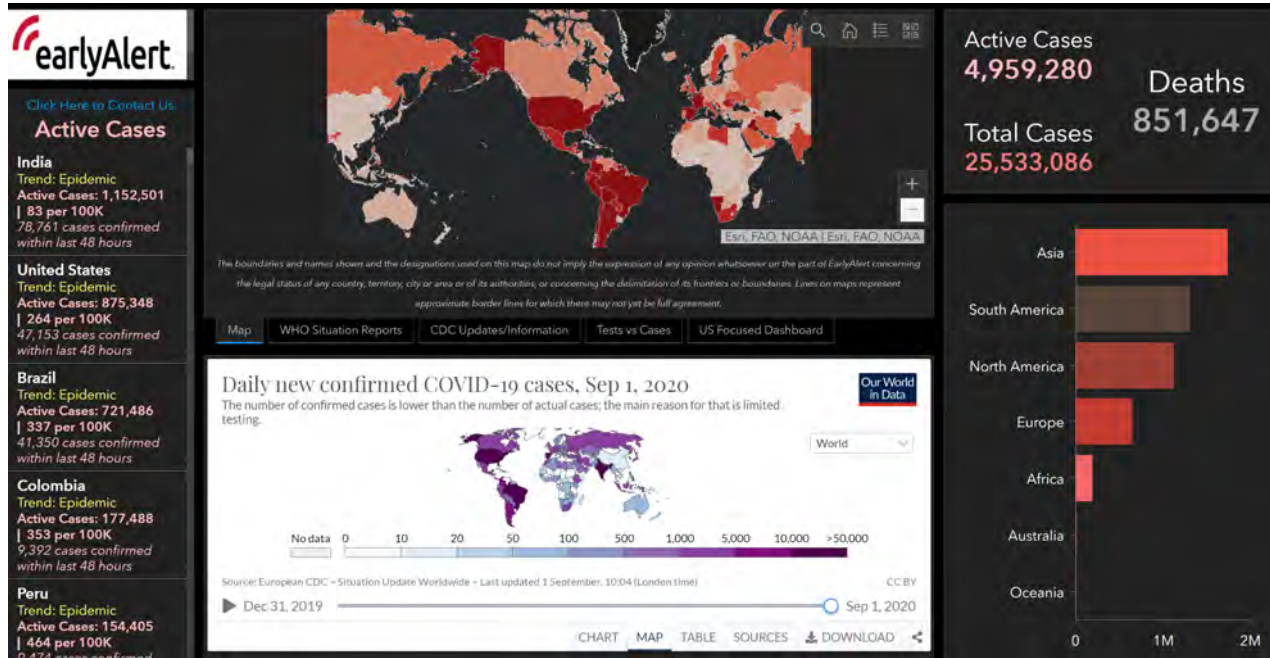 earlyAlert.
Click Here to Contact Us.
Active Cases
India
Trend: Epidemic
Active Cases: 1,152,501
| 83 per 100K
78,761 cases confirmed
within last 48 hours
United States
Trend: Epidemic
Active Cases: 875,348
| 264 per 100K
47,153 cases confirmed
within last 48 hours
Brazil
Trend: Epidemic
Active Cases: 721,486
| 337 per 100K
41,350 cases confirmed
within last 48 hours
Colombia
Trend: Epidemic
Active Cases: 177,488
| 353 per 100K
9,392 cases confirmed
within last 48 hours
Peru
Trend: Epidemic
Active Cases: 154,405
| 464 per 100K
Esri, FAO, NOAA | Esri, FAO, NOAA
The boundaries and names shown and the designations used on this map do not imply the expression of any opinion whatsoever on the part of EarlyAlert concerning
the legal status of any country, territory, city or area or of its authorities, or concerning the delimitation of its frontiers or boundaries. Lines on maps represent
approximate border lines for which there may not yet be full agreement.
Map
WHO Situation Reports
CDC Updates/Information
Tests vs Cases
US Focused Dashboard
Daily new confirmed COVID-19 cases, Sep 1, 2020
The number of confirmed cases is lower than the number of actual cases; the main reason for that is limited
testing.
Our World
in Data
World
No data 0 10 20 50 100 500 1,000 5,000 10,000 >50,000
Source: European CDC – Situation Update Worldwide – Last updated 1 September, 10:04 (London time)
CC BY
Dec 31, 2019
Sep 1, 2020
CHART MAP TABLE SOURCES DOWNLOAD
Active Cases
4,959,280
Total Cases
25,533,086
Deaths
851,647
Asia
South America
North America
Europe
Africa
Australia
Oceania
0 1M 2M